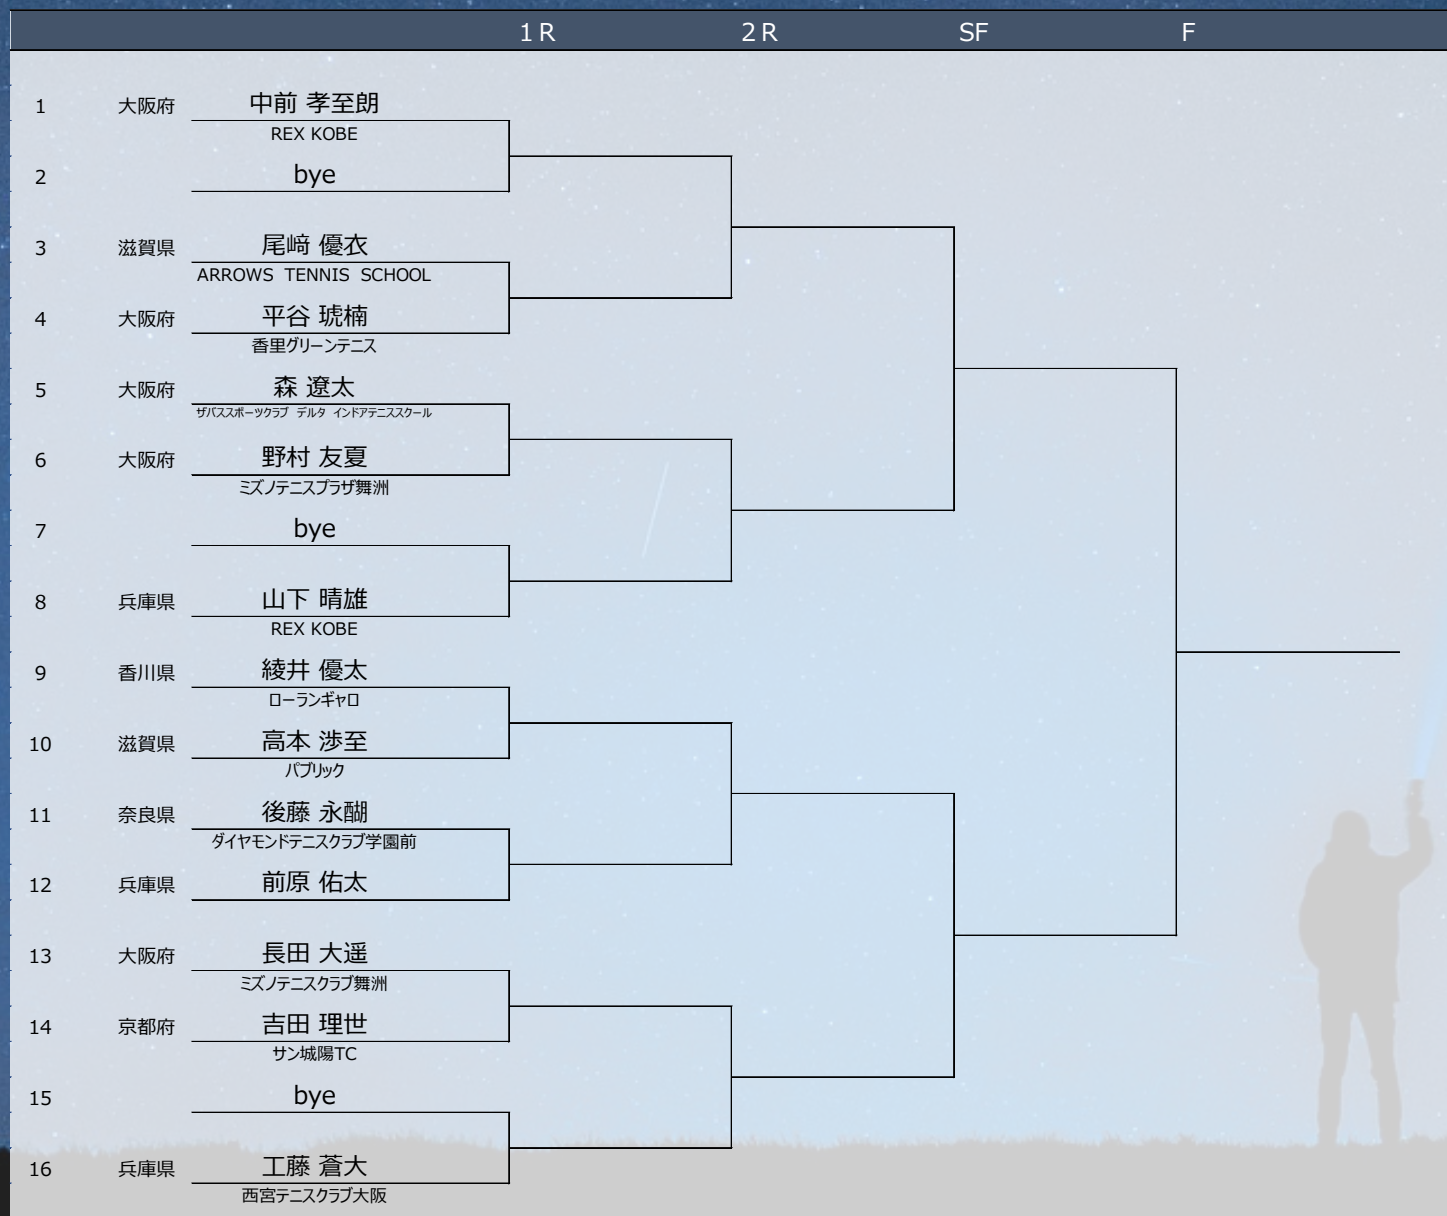 1R 2R SF F
1 大阪府 中前 孝至朗
REX KOBE
2 bye
3 滋賀県 尾﨑 優衣
ARROWS TENNIS SCHOOL
4 大阪府 平谷 琥楠
香里グリーンテニス
5 大阪府 森 遼太
ザバススポーツクラブ デルタ インドアテニススクール
6 大阪府 野村 友夏
ミズノテニスプラザ舞洲
7 bye
8 兵庫県 山下 晴雄
REX KOBE
9 香川県 綾井 優太
ローランギャロ
10 滋賀県 高本 渉至
パブリック
11 奈良県 後藤 永醐
ダイヤモンドテニスクラブ学園前
12 兵庫県 前原 佑太
13 大阪府 長田 大遥
ミズノテニスクラブ舞洲
14 京都府 吉田 理世
サン城陽TC
15 bye
16 兵庫県 工藤 蒼大
西宮テニスクラブ大阪